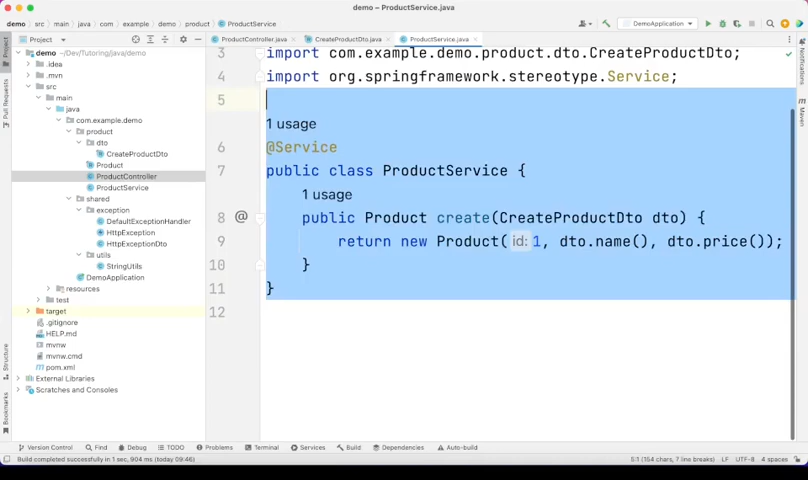 demo – ProductService.java
demo
src
main
java
com
example
demo
product
ProductService
DemoApplication
Project
ProductController.java
CreateProductDto.java
ProductService.java
demo ~/Dev/Tutoring/java/demo
.idea
.mvn
src
main
java
com.example.demo
product
dto
CreateProductDto
Product
ProductController
ProductService
shared
exception
DefaultExceptionHandler
HttpException
HttpExceptionDto
utils
StringUtils
DemoApplication
resources
test
target
.gitignore
HELP.md
mvnw
mvnw.cmd
pom.xml
External Libraries
Scratches and Consoles
Project
Pull Requests
Structure
Bookmarks
3 import com.example.demo.product.dto.CreateProductDto;
4 import org.springframework.stereotype.Service;
5
1 usage
6 @Service
7 public class ProductService {
1 usage
8 @ public Product create(CreateProductDto dto) {
9 return new Product( id: 1, dto.name(), dto.price());
10 }
11 }
12
Notifications
Maven
Version Control
Find
Debug
TODO
Problems
Terminal
Services
Build
Dependencies
Auto-build
Build completed successfully in 1 sec, 904 ms (today 09:46)
5:1 (154 chars, 7 line breaks)
LF
UTF-8
4 spaces